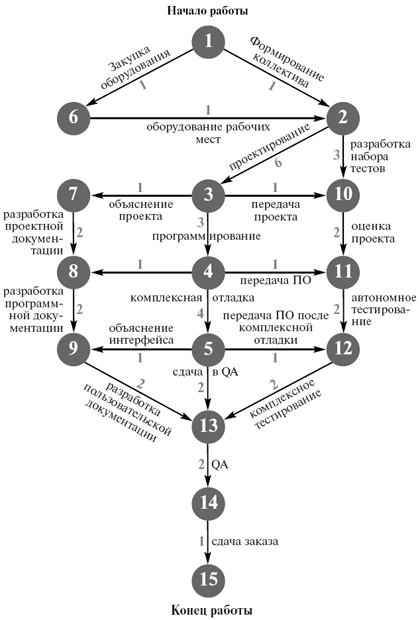 Начало работы
1
Закупка
оборудования
1
Формирование
коллектива
1
6
1
оборудование рабочих
мест
2
проектирование
6
3
разработка
набора
тестов
7
1
объяснение
проекта
3
1
передача
проекта
10
разработка
проектной
докумен-
тации
2
3
программирование
2
оценка
проекта
8
1
4
1
передача ПО
11
разработка
программ-
ной доку-
ментации
2
комплексная отладка
4
автономное
тестирова-
ние
2
объяснение
интерфейса
1
передача ПО после
комплексной
отладки
1
9
5
12
2
разработка
пользовательской
документации
сдача в QA
2
2
комплексное
тестирование
13
2 QA
14
1 сдача заказа
15
Конец работы